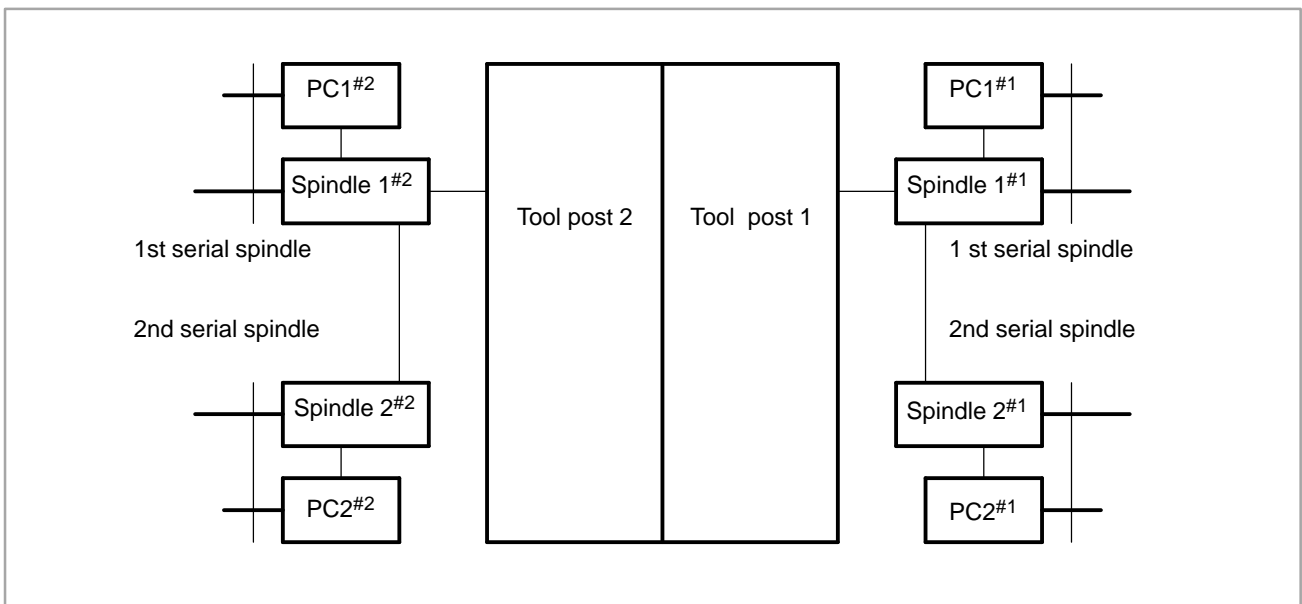 PC1#2
PC1#1
Spindle 1#2
Spindle 1#1
Tool post 2
Tool post 1
1st serial spindle
1 st serial spindle
2nd serial spindle
2nd serial spindle
Spindle 2#2
Spindle 2#1
PC2#2
PC2#1